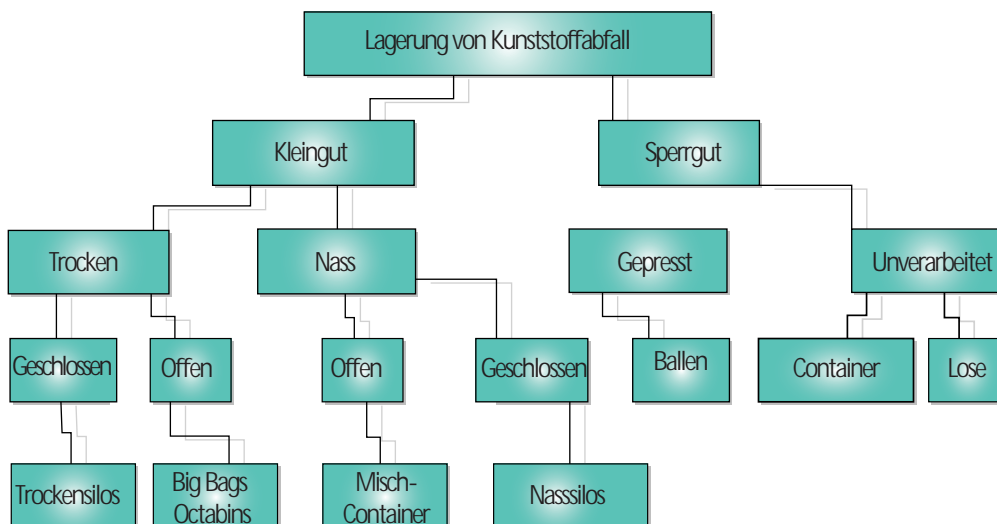 Lagerung von Kunststoffabfall
Kleingut
Sperrgut
Trocken
Nass
Gepresst
Unverarbeitet
Geschlossen
Offen
Offen
Geschlossen
Ballen
Container
Lose
Trockensilos
Big Bags
Octabins
Misch-
Container
Nasssilos